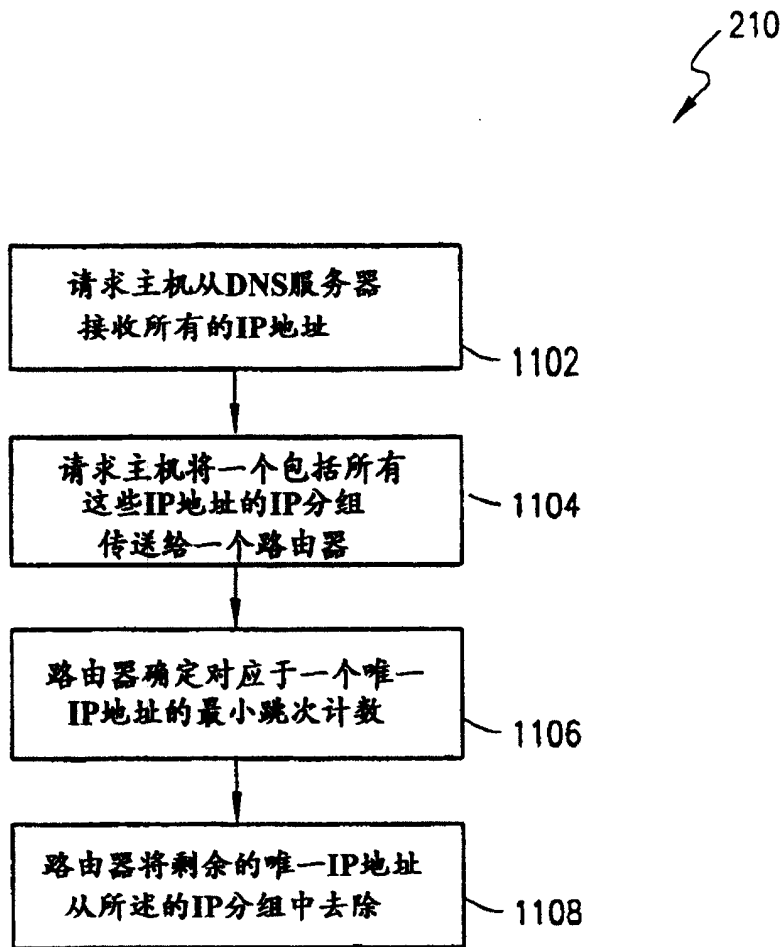 210
请求主机从DNS服务器
接收所有的IP地址
1102
请求主机将一个包括所有
这些IP地址的IP分组
传送给一个路由器
1104
路由器确定对应于一个唯一
IP地址的最小跳次计数
1106
路由器将剩余的唯一IP地址
从所述的IP分组中去除
1108